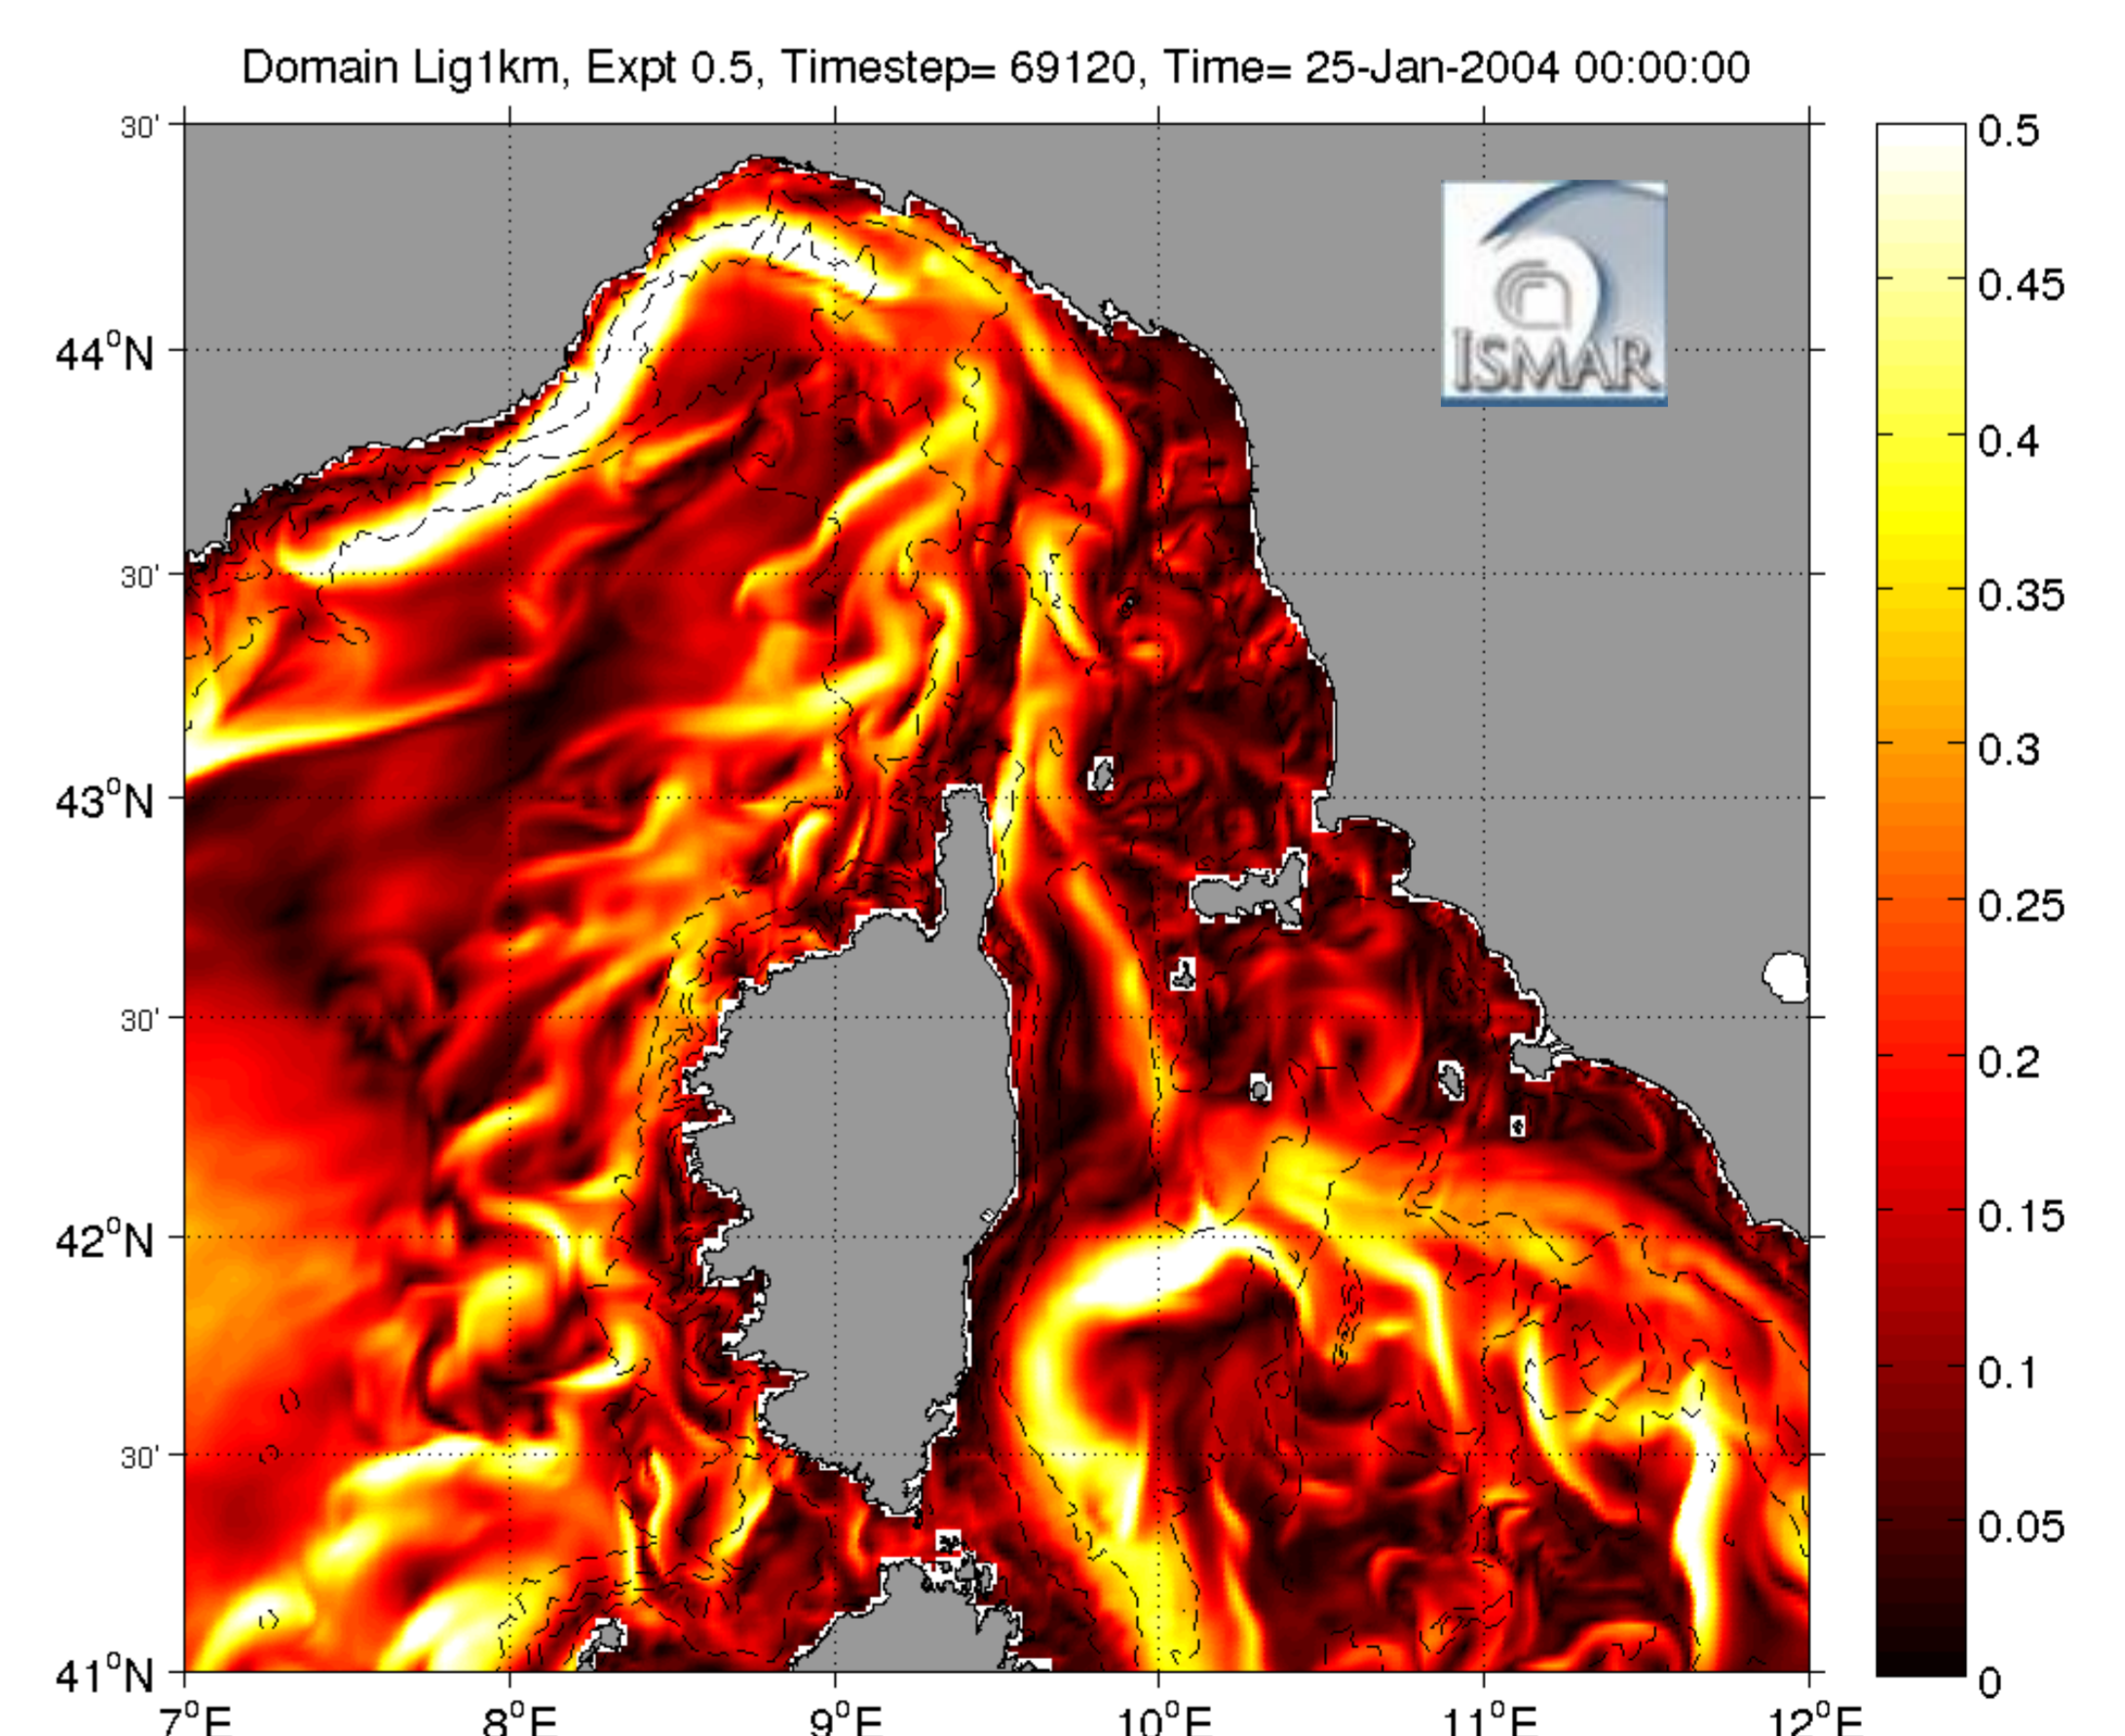 Domain Lig1km, Expt 0.5, Timestep= 69120, Time= 25-Jan-2004 00:00:00
30'
44°N
30'
43°N
30'
42°N
30'
41°N
7°E
8°E
9°E
10°E
11°E
12°E
ISMAR
0.5
0.45
0.4
0.35
0.3
0.25
0.2
0.15
0.1
0.05
0